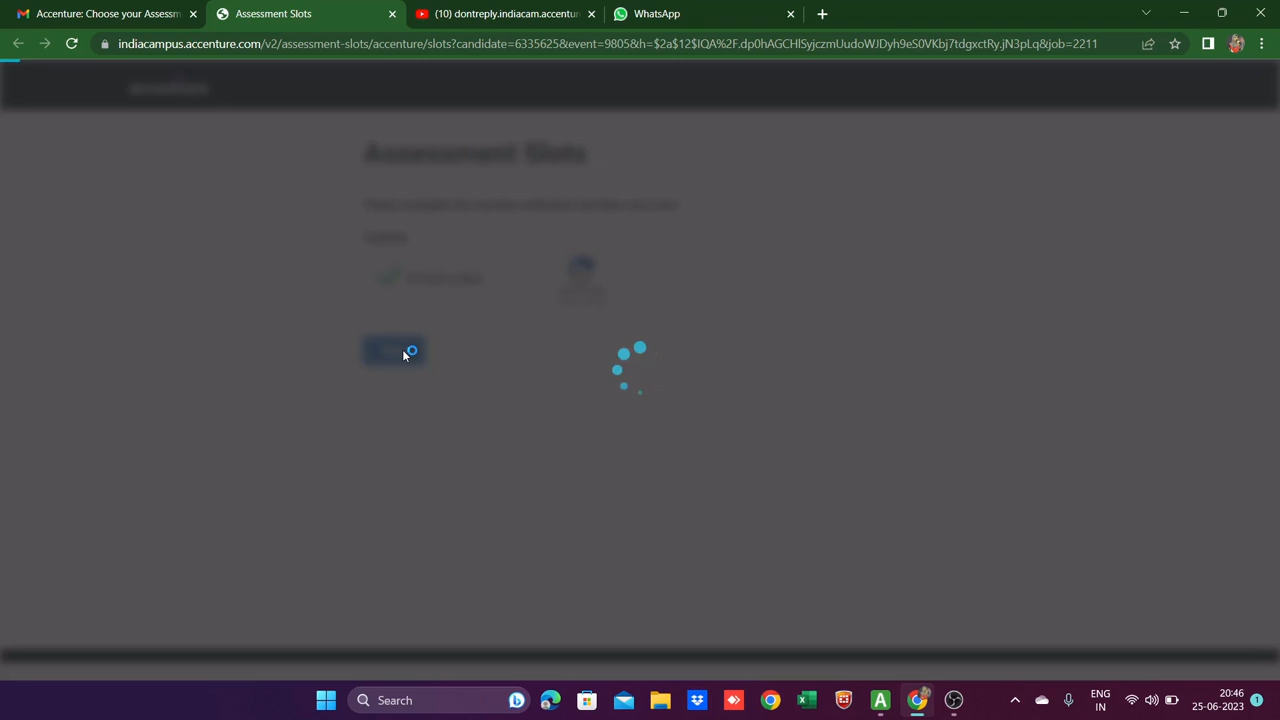 Accenture: Choose your Assessm
Assessment Slots
(10) dontreply.indiacam.accentur
WhatsApp
indiacampus.accenture.com/v2/assessment-slots/accenture/slots?candidate=6335625&event=9805&h=$2a$12$IQA%2F.dp0hAGCHlSyjczmUudoWJDyh9eS0VKbj7tdgxctRy.jN3pLq&job=2211
Assessment Slots
Search
ENG
IN
20:46
25-06-2023
1